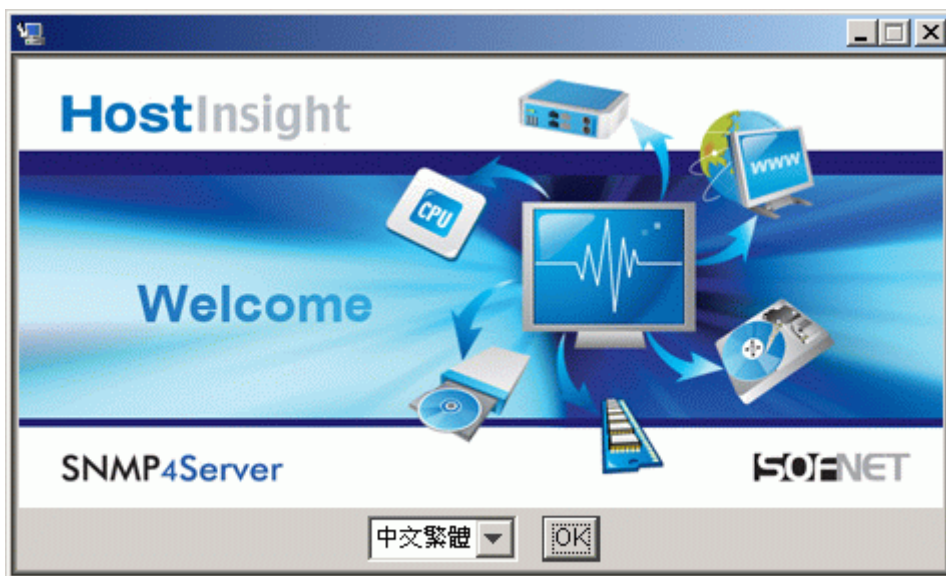 HostInsight
WWW
CPU
Welcome
SNMP4Server
SOFNET
中文繁體
OK